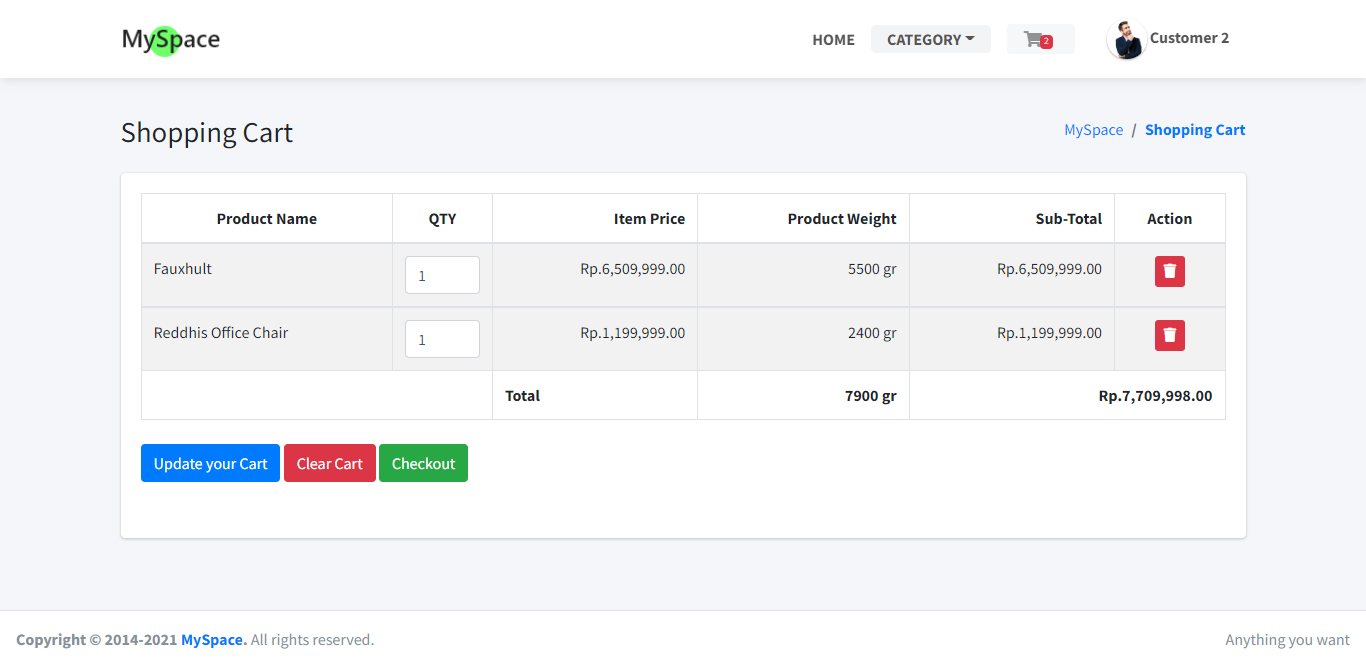 MySpace
HOME CATEGORY 2 Customer 2
Shopping Cart
MySpace / Shopping Cart
Product Name QTY Item Price Product Weight Sub-Total Action
Fauxhult 1 Rp.6,509,999.00 5500 gr Rp.6,509,999.00
Reddhis Office Chair 1 Rp.1,199,999.00 2400 gr Rp.1,199,999.00
Total 7900 gr Rp.7,709,998.00
Update your Cart Clear Cart Checkout
Copyright © 2014-2021 MySpace. All rights reserved.
Anything you want